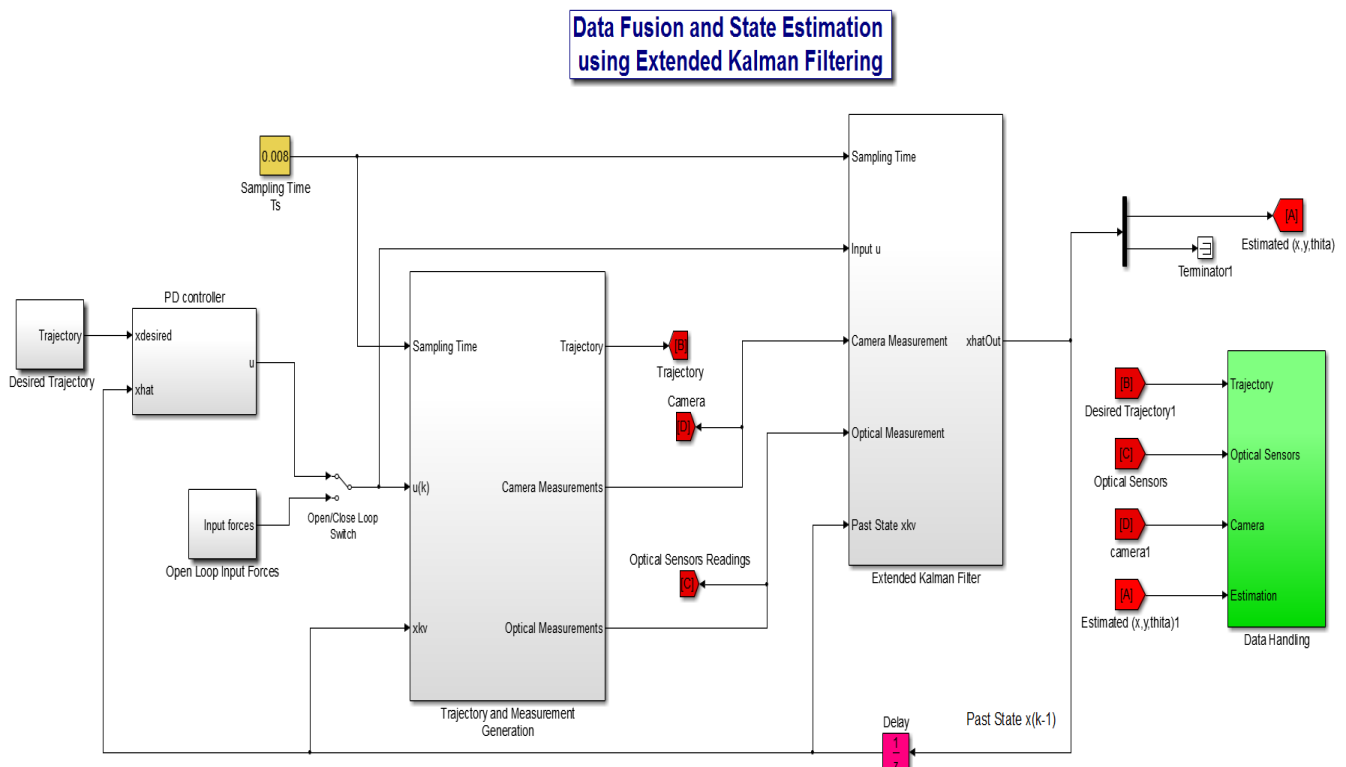 Data Fusion and State Estimation
using Extended Kalman Filtering
0.008
Sampling Time
Ts
Sampling Time
Input u
Camera Measurement
xhatOut
Optical Measurement
Past State xkv
Extended Kalman Filter
[A]
Estimated (x,y,thita)
Terminator1
PD controller
Trajectory
Desired Trajectory
xdesired
u
xhat
Input forces
Open Loop Input Forces
Open/Close Loop
Switch
Sampling Time
Trajectory
u(k)
Camera Measurements
xkv
Optical Measurements
Trajectory and Measurement
Generation
[B]
Trajectory
Camera
[D]
Optical Sensors Readings
[C]
[B]
Desired Trajectory1
[C]
Optical Sensors
[D]
camera1
[A]
Estimated (x,y,thita)1
Trajectory
Optical Sensors
Camera
Estimation
Data Handling
Delay
1
Past State x(k-1)